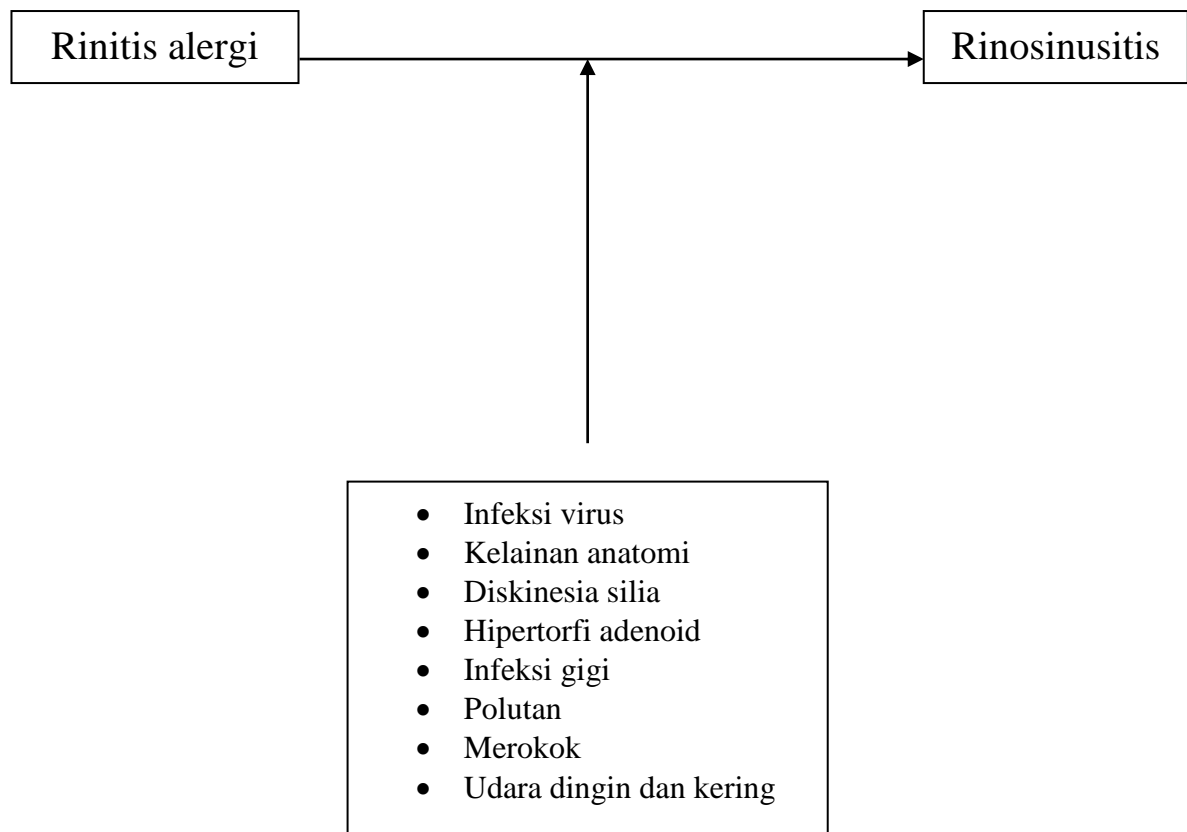 Rinitis alergi
Rinosinusitis
• Infeksi virus
• Kelainan anatomi
• Diskinesia silia
• Hipertorfi adenoid
• Infeksi gigi
• Polutan
• Merokok
• Udara dingin dan kering